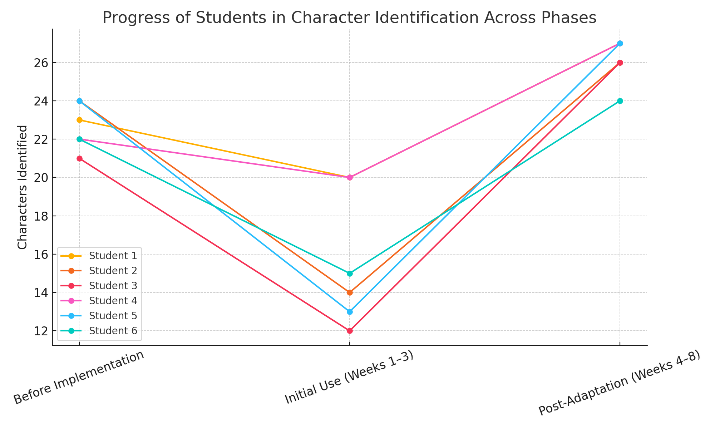 Progress of Students in Character Identification Across Phases
Characters Identified
26
24
22
20
18
16
14
12
Student 1
Student 2
Student 3
Student 4
Student 5
Student 6
Before Implementation
Initial Use (Weeks 1–3)
Post-Adaptation (Weeks 4–8)